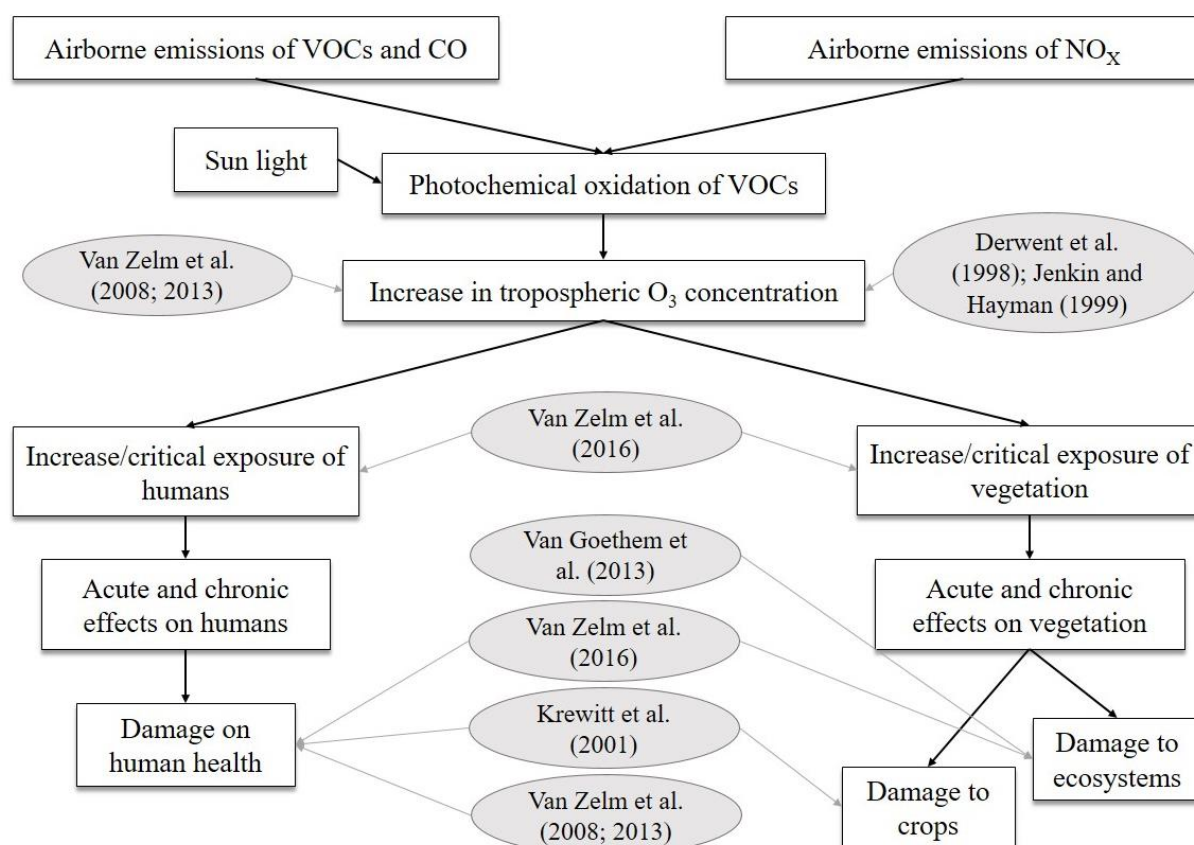 Airborne emissions of VOCs and CO
Airborne emissions of NOX
Sun light
Photochemical oxidation of VOCs
Van Zelm et al.
(2008; 2013)
Increase in tropospheric O3 concentration
Derwent et al.
(1998); Jenkin and
Hayman (1999)
Increase/critical exposure of
humans
Van Zelm et al.
(2016)
Increase/critical exposure of
vegetation
Acute and chronic
effects on humans
Van Goethem et
al. (2013)
Acute and chronic
effects on vegetation
Van Zelm et al.
(2016)
Damage on
human health
Krewitt et al.
(2001)
Damage to
ecosystems
Van Zelm et al.
(2008; 2013)
Damage to
crops